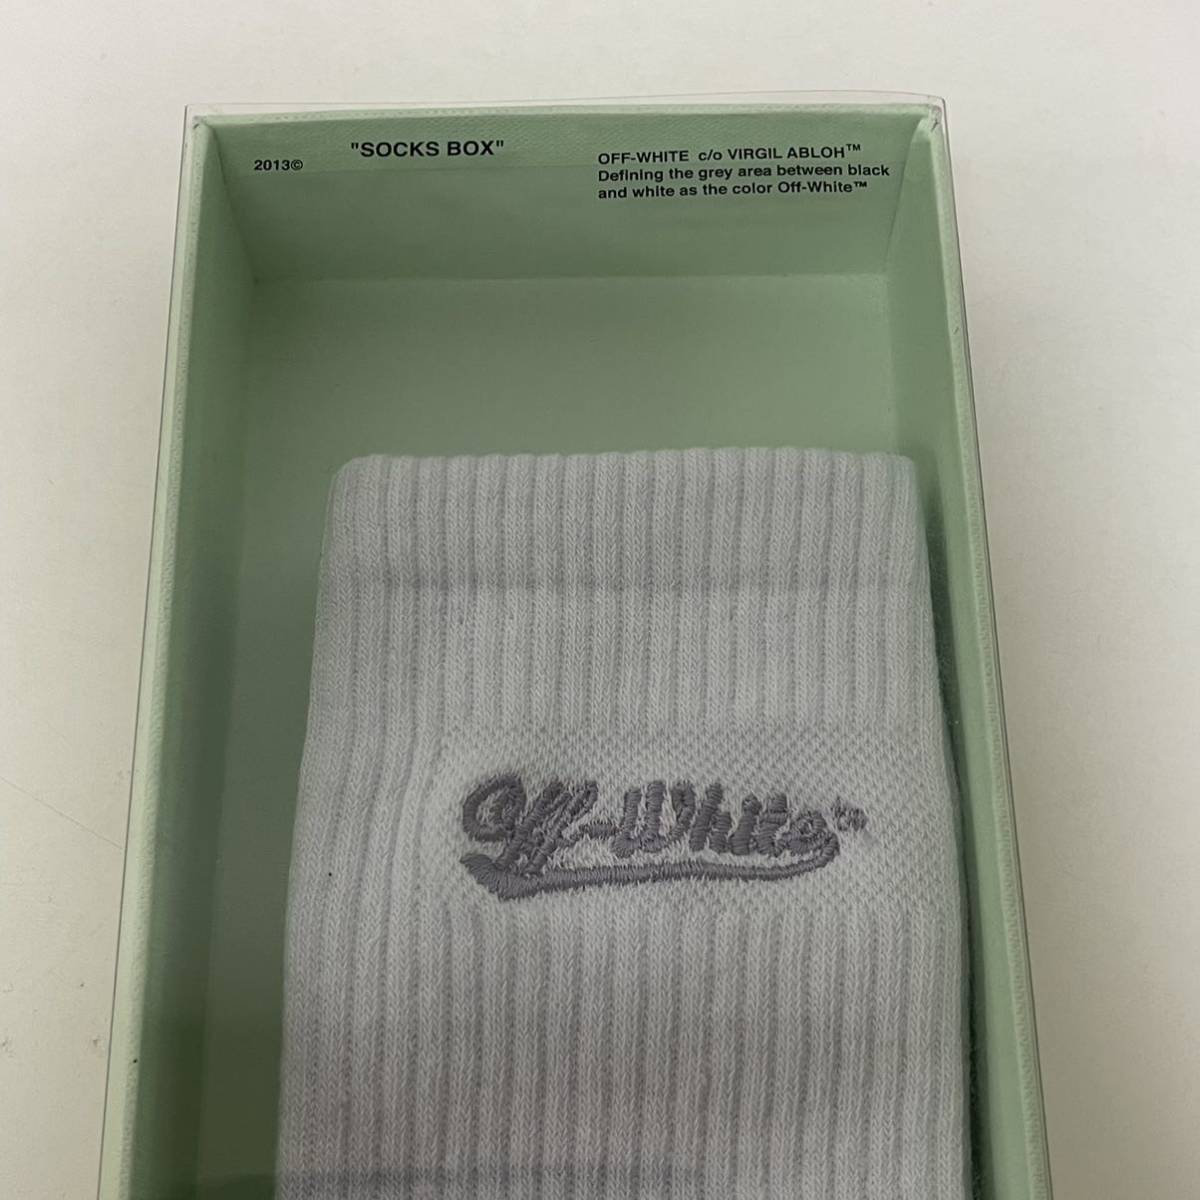 2013©
"SOCKS BOX"
OFF-WHITE c/o VIRGIL ABLOH™
Defining the grey area between black
and white as the color Off-White™
Off-White™